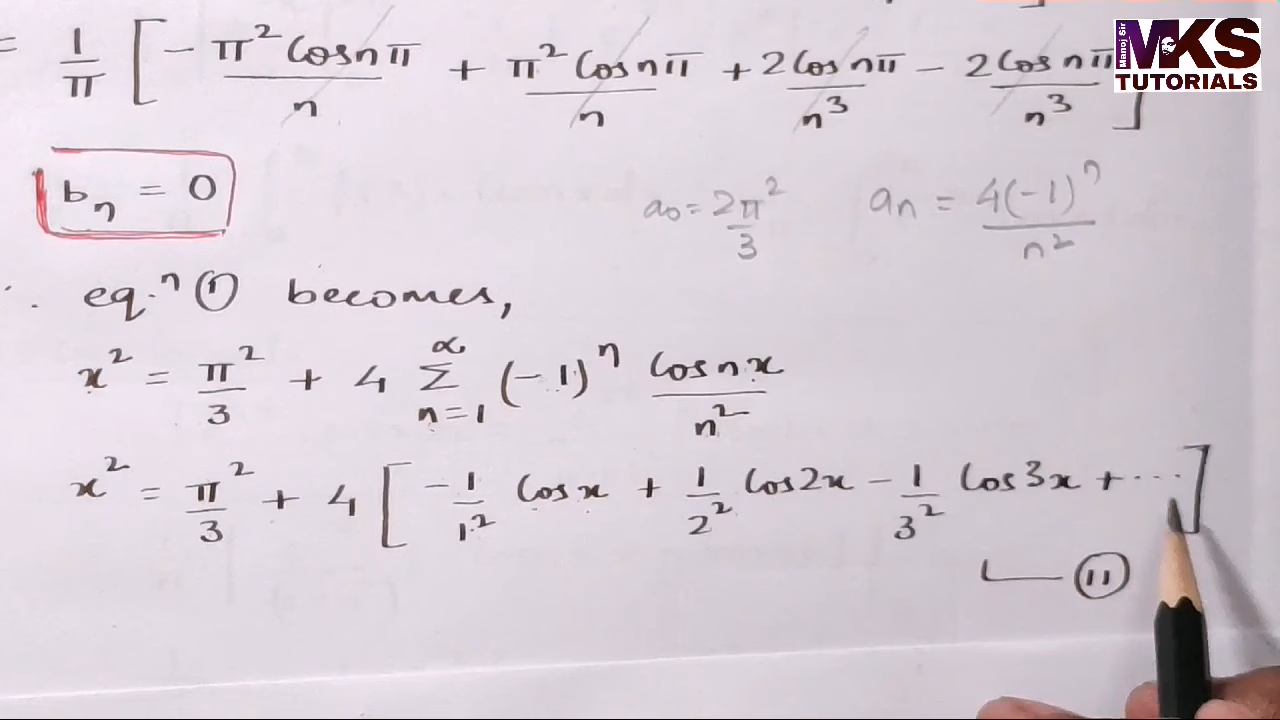 = 1/π [ -π² Cos nπ / n + π² Cos nπ / n + 2 Cos nπ / n³ - 2 Cos nπ / n³ ]
Manoj Sir MKS
TUTORIALS
bₙ = 0
a₀ = 2π²/3    aₙ = 4(-1)ⁿ / n²
∴ eq.ⁿ ① becomes,
x² = π²/3 + 4 ∑ₙ₌₁^∞ (-1)ⁿ Cos nx / n²
x² = π²/3 + 4 [ -1/1² Cos x + 1/2² Cos 2x - 1/3² Cos 3x + ... ]
— ⑪